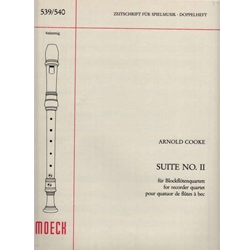 539/540
ZEITSCHRIFT FÜR SPIELMUSIK · DOPPELHEFT
ARNOLD COOKE
SUITE NO. II
für Blockflötenquartett
for recorder quartet
pour quatuor de flûtes à bec
MOECK